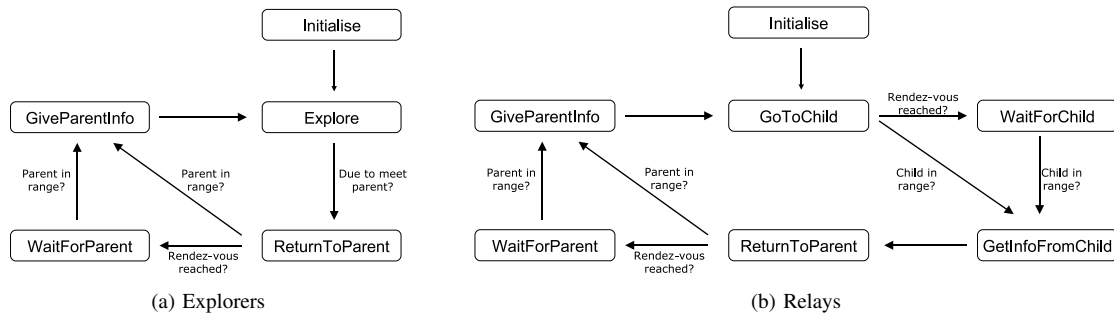 Initialise
GiveParentInfo
Explore
Parent in
range?
Parent in
range?
Due to meet
parent?
WaitForParent
Rendez-vous
reached?
ReturnToParent
(a) Explorers
Initialise
GiveParentInfo
GoToChild
Rendez-vous
reached?
WaitForChild
Parent in
range?
Parent in
range?
Child in
range?
Child in
range?
WaitForParent
Rendez-vous
reached?
ReturnToParent
GetInfoFromChild
(b) Relays